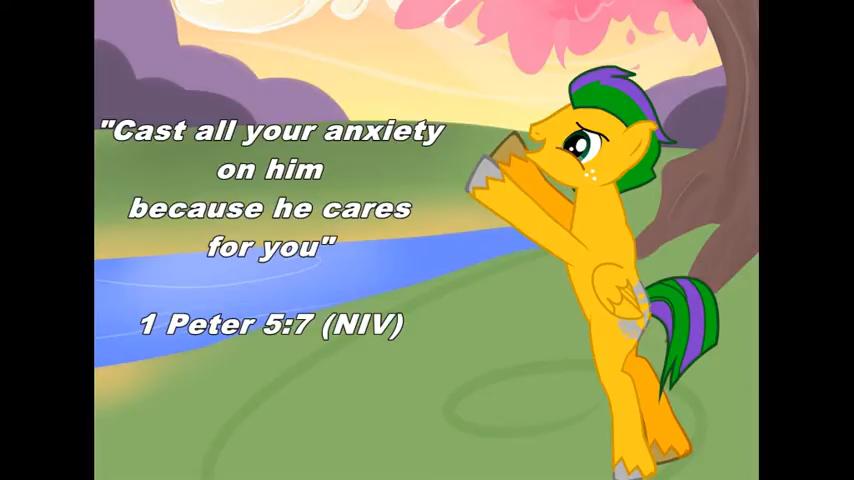 "Cast all your anxiety
on him
because he cares
for you"
1 Peter 5:7 (NIV)